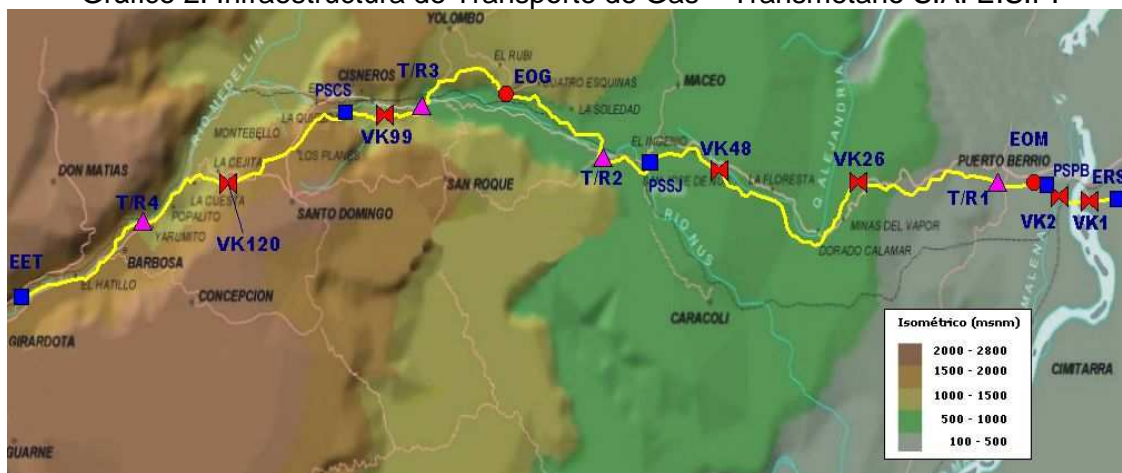 Gráfico 2. Infraestructura de Transporte de Gas – Transmetano S.A. E.S.P.
YOLOMBO
EL RUBI
CISNEROS
T/R3
EOG
CUATRO ESQUINAS
MACEO
PSCS
LA SOLEDAD
RIO MEDELLIN
MONTEBELLO
VK99
EL INGENIO
VK48
Q ALEJANDRIA
VK26
PUERTO BERRIO
EOM
PSPB
ERS
DON MATIAS
LA CEJITA
LOS PLANES
SAN ROQUE
T/R2
PSSJ
LA FLORESTA
T/R1
VK2
VK1
T/R4
LA CUESTA
POPALITO
SANTO DOMINGO
RIO NUS
MINAS DEL VAPOR
YARUMITO
VK120
DORADO CALAMAR
EET
BARBOSA
EL HATILLO
CONCEPCION
CARACOLI
MALENA
GIRARDOTA
Isométrico (msnm)
2000 - 2800
1500 - 2000
1000 - 1500
500 - 1000
100 - 500
CIMITARRA
GUARNE